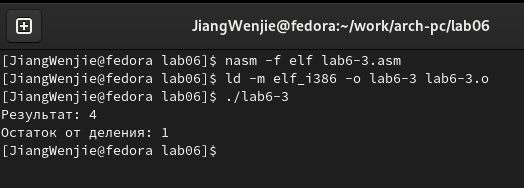 JiangWenjie@fedora:~/work/arch-pc/lab06
[JiangWenjie@fedora lab06]$ nasm -f elf lab6-3.asm
[JiangWenjie@fedora lab06]$ ld -m elf_i386 -o lab6-3 lab6-3.o
[JiangWenjie@fedora lab06]$ ./lab6-3
Результат: 4
Остаток от деления: 1
[JiangWenjie@fedora lab06]$